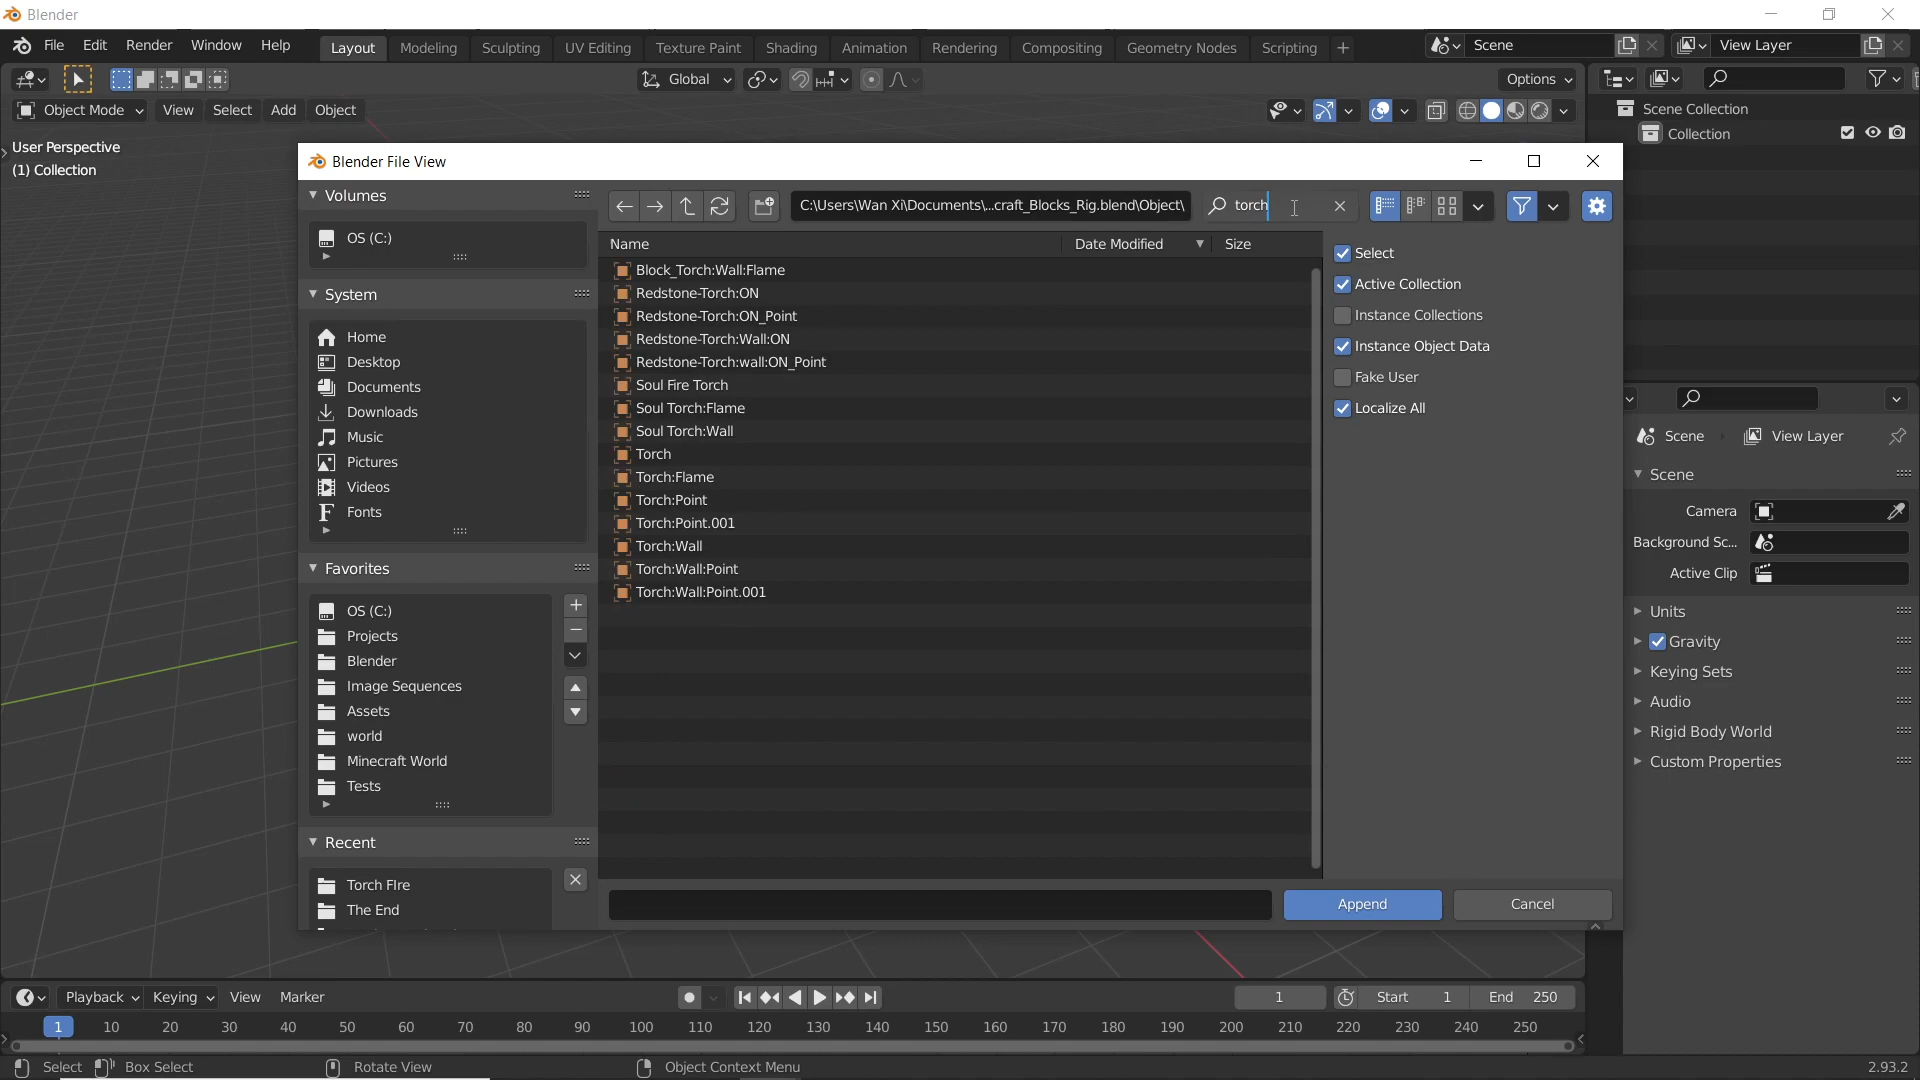 Blender
File Edit Render Window Help Layout Modeling Sculpting UV Editing Texture Paint Shading Animation Rendering Compositing Geometry Nodes Scripting + Scene View Layer
Global Options
Object Mode View Select Add Object
Scene Collection
Collection
User Perspective
(1) Collection
Blender File View
Volumes
OS (C:)
System
Home
Desktop
Documents
Downloads
Music
Pictures
Videos
Fonts
Favorites
OS (C:)
Projects
Blender
Image Sequences
Assets
world
Minecraft World
Tests
Recent
Torch FIre
The End
C:\Users\Wan Xi\Documents\...craft_Blocks_Rig.blend\Object\ torch
Name Date Modified Size
Block_Torch:Wall:Flame
Redstone-Torch:ON
Redstone-Torch:ON_Point
Redstone-Torch:Wall:ON
Redstone-Torch:wall:ON_Point
Soul Fire Torch
Soul Torch:Flame
Soul Torch:Wall
Torch
Torch:Flame
Torch:Point
Torch:Point.001
Torch:Wall
Torch:Wall:Point
Torch:Wall:Point.001
Select
Active Collection
Instance Collections
Instance Object Data
Fake User
Localize All
Append Cancel
Scene View Layer
Scene
Camera
Background Sc...
Active Clip
Units
Gravity
Keying Sets
Audio
Rigid Body World
Custom Properties
Playback Keying View Marker 1 Start 1 End 250
1 10 20 30 40 50 60 70 80 90 100 110 120 130 140 150 160 170 180 190 200 210 220 230 240 250
Select Box Select Rotate View Object Context Menu 2.93.2